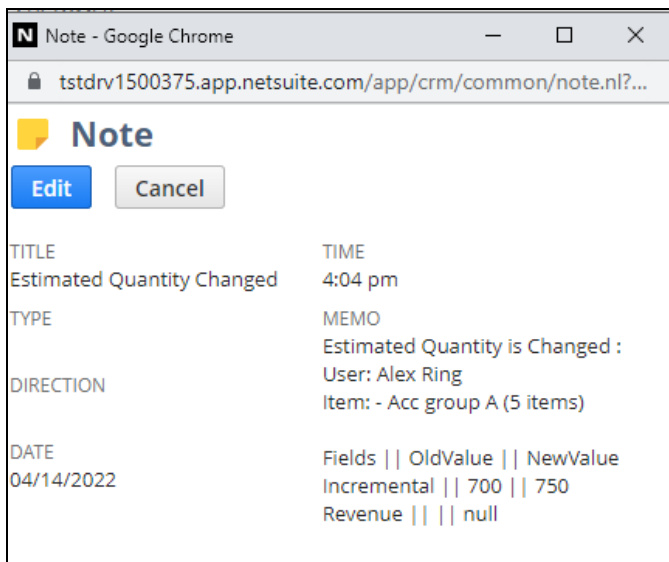 N Note - Google Chrome
tstdrv1500375.app.netsuite.com/app/crm/common/note.nl?...
Note
Edit Cancel
TITLE
Estimated Quantity Changed
TYPE
DIRECTION
DATE
04/14/2022
TIME
4:04 pm
MEMO
Estimated Quantity is Changed :
User: Alex Ring
Item: - Acc group A (5 items)
Fields || OldValue || NewValue
Incremental || 700 || 750
Revenue || || null